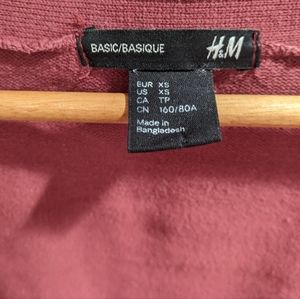 BASIC/BASIQUE H&M
EUR XS
US XS
CA TP
CN 160/80A
Made in
Bangladesh